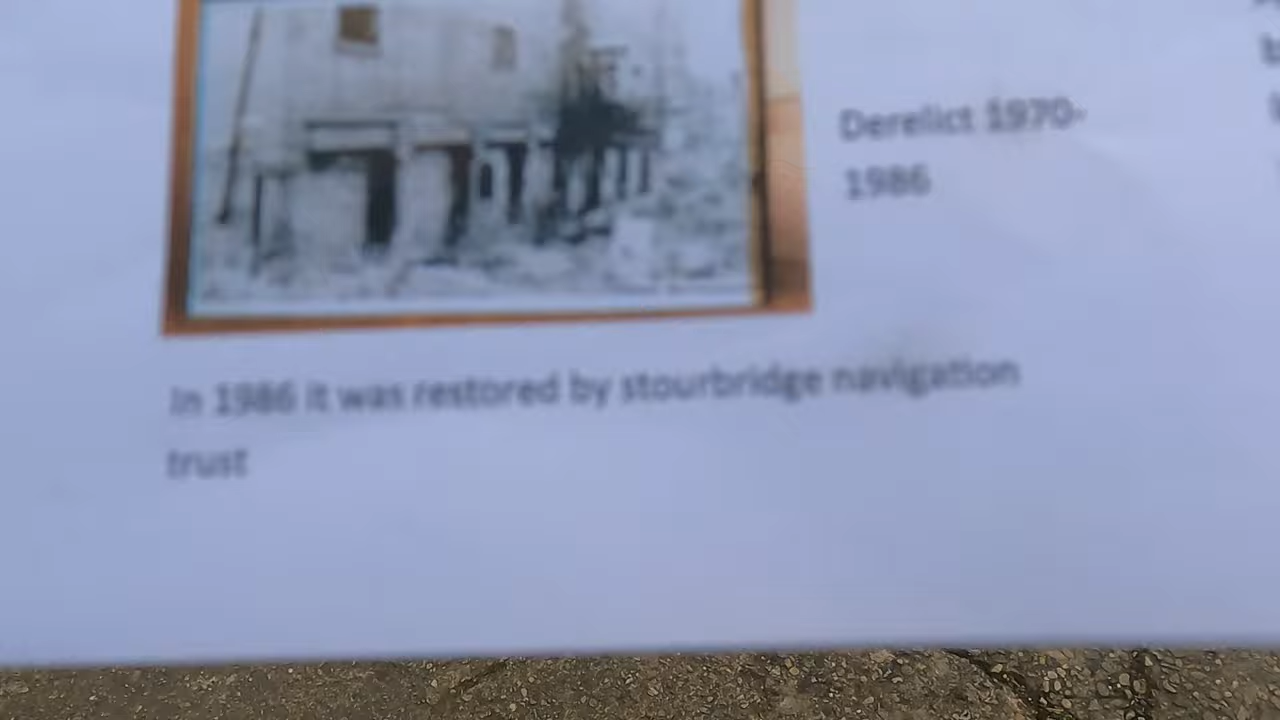 Derelict 1970-
1986
In 1986 it was restored by stourbridge navigation
trust